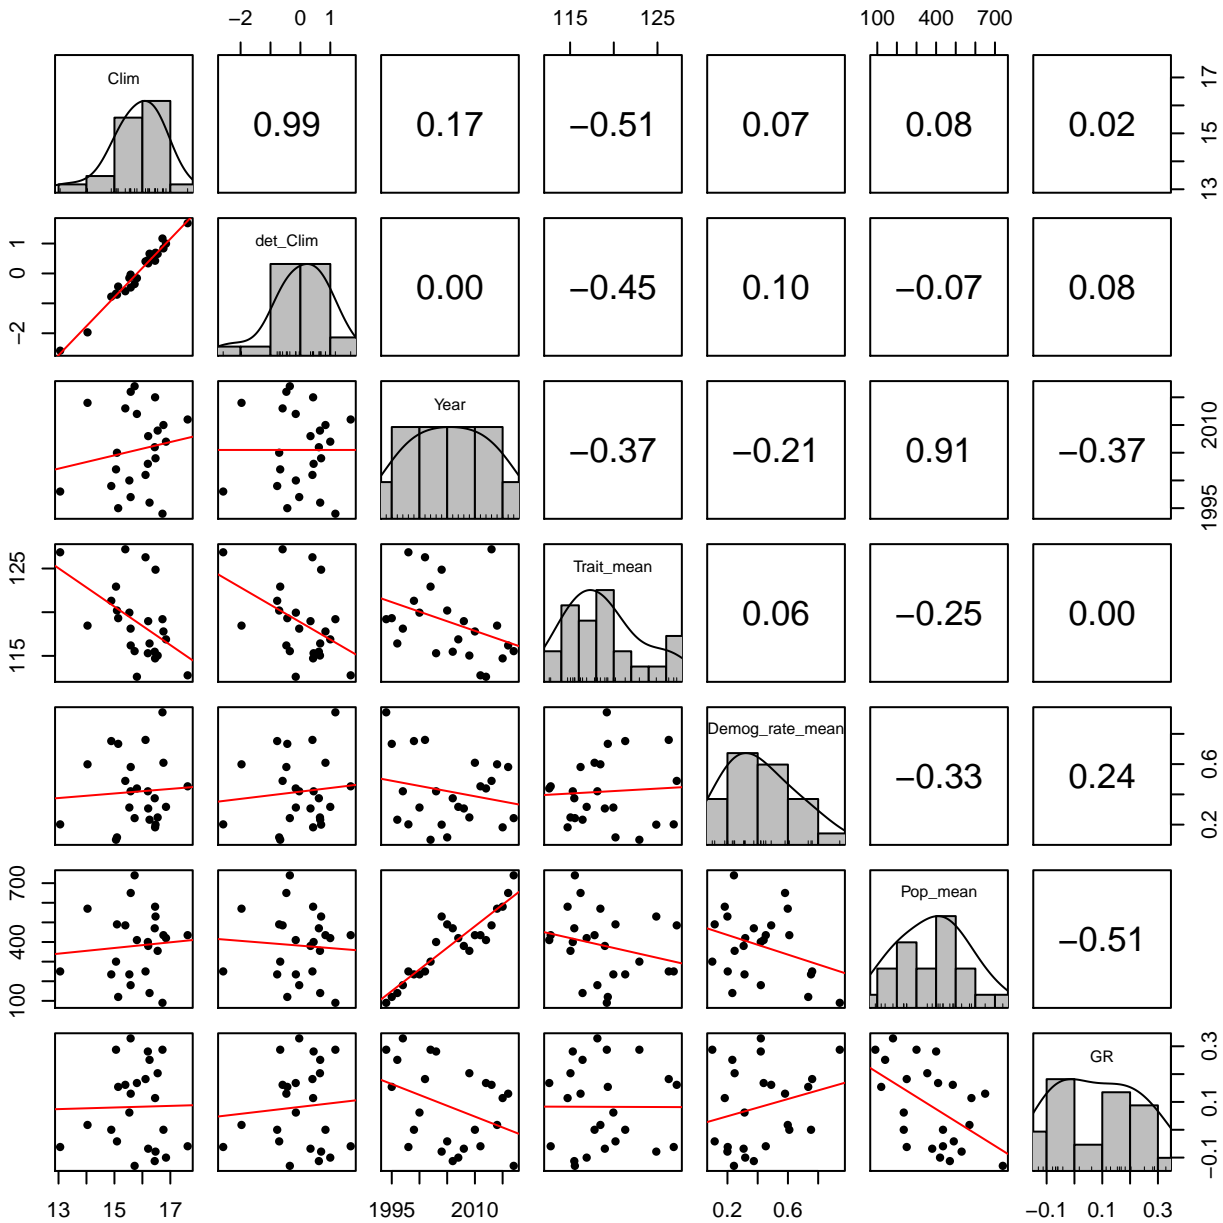 −2 0 1 115 125 100 400 700
Clim 0.99 0.17 −0.51 0.07 0.08 0.02 13 15 17
−2 0 1 det_Clim 0.00 −0.45 0.10 −0.07 0.08
Year −0.37 −0.21 0.91 −0.37 1995 2010
115 125 Trait_mean 0.06 −0.25 0.00
Demog_rate_mean −0.33 0.24 0.2 0.6
100 400 700 Pop_mean −0.51
GR −0.1 0.1 0.3
13 15 17 1995 2010 0.2 0.6 −0.1 0.1 0.3